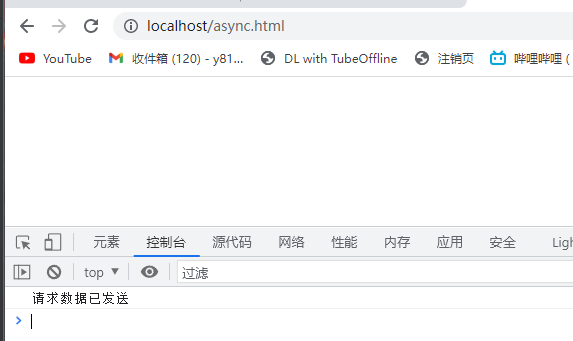 localhost/async.html
YouTube 收件箱 (120) - y81... DL with TubeOffline 注销页 哔哩哔哩 (
元素 控制台 源代码 网络 性能 内存 应用 安全 Ligh
top 过滤
请求数据已发送